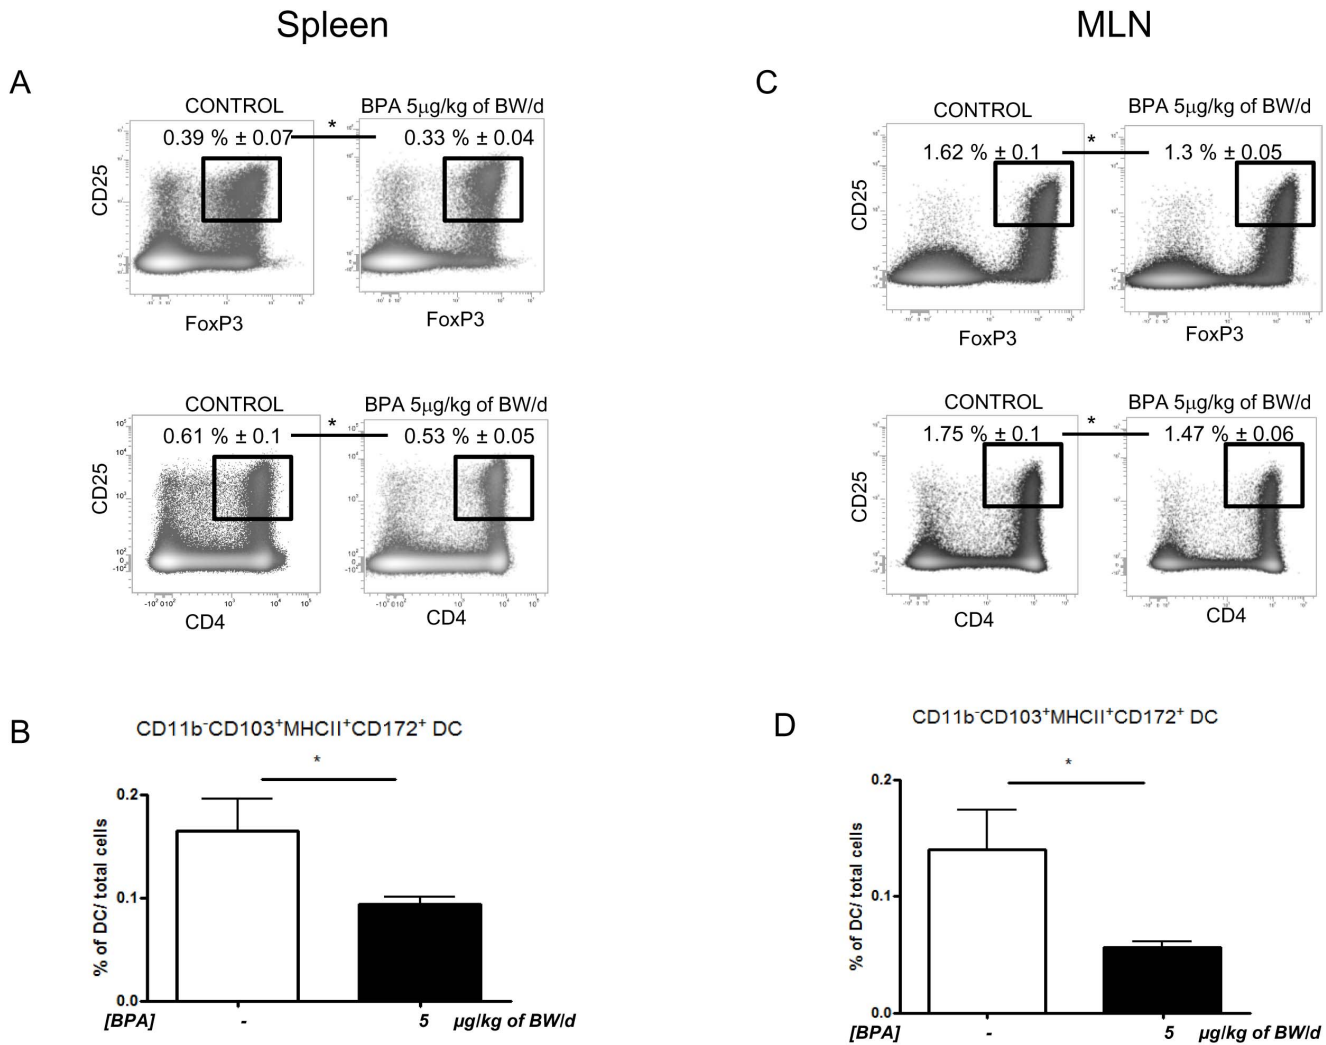 Spleen
MLN
A
CONTROL
BPA 5μg/kg of BW/d
0.39 % ± 0.07
*
0.33 % ± 0.04
CD25
FoxP3
FoxP3
CONTROL
BPA 5μg/kg of BW/d
0.61 % ± 0.1
*
0.53 % ± 0.05
CD25
CD4
CD4
C
CONTROL
BPA 5μg/kg of BW/d
1.62 % ± 0.1
*
1.3 % ± 0.05
CD25
FoxP3
FoxP3
CONTROL
BPA 5μg/kg of BW/d
1.75 % ± 0.1
*
1.47 % ± 0.06
CD25
CD4
CD4
B
CD11b⁻CD103⁺MHCII⁺CD172⁺ DC
*
% of DC/ total cells
0.2
0.1
0.0
[BPA] - 5 μg/kg of BW/d
D
CD11b⁻CD103⁺MHCII⁺CD172⁺ DC
*
% of DC/ total cells
0.2
0.1
0.0
[BPA] - 5 μg/kg of BW/d